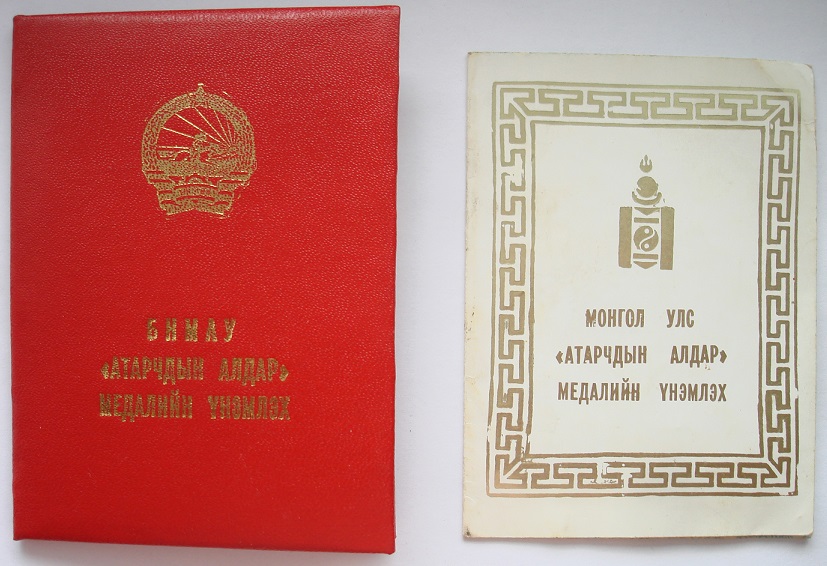 БНМАУ
«АТАРЧДЫН АЛДАР»
МЕДАЛИЙН ҮНЭМЛЭХ
МОНГОЛ УЛС
«АТАРЧДЫН АЛДАР»
МЕДАЛИЙН ҮНЭМЛЭХ